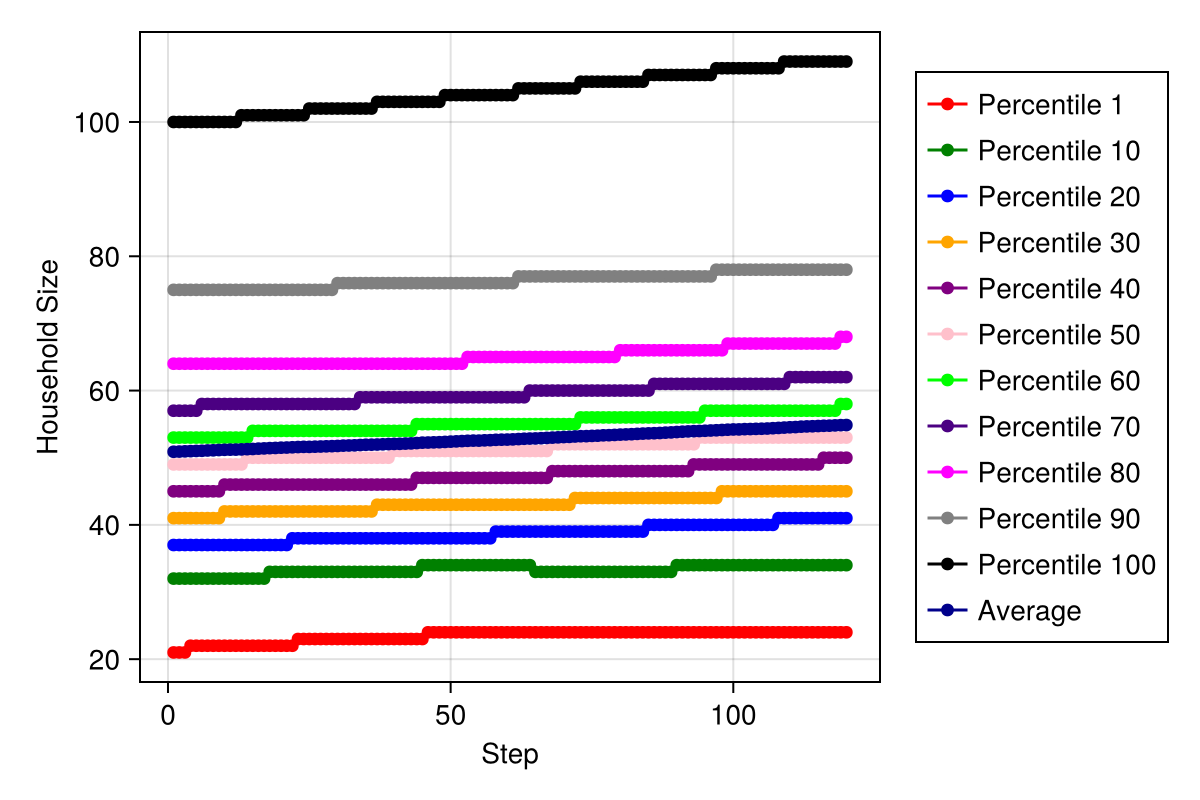 100
80
60
40
20
Household Size
0 50 100
Step
Percentile 1
Percentile 10
Percentile 20
Percentile 30
Percentile 40
Percentile 50
Percentile 60
Percentile 70
Percentile 80
Percentile 90
Percentile 100
Average